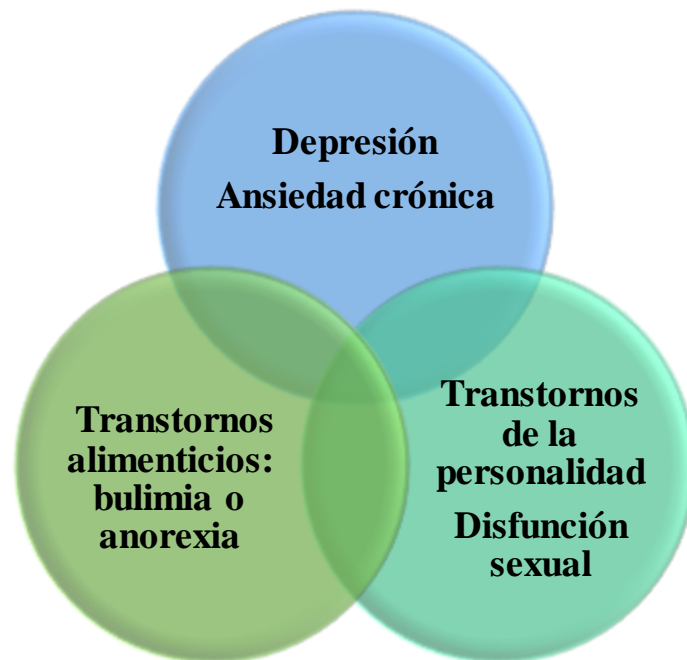 Depresión
Ansiedad crónica
Transtornos
alimenticios:
bulimia o
anorexia
Transtornos
de la
personalidad
Disfunción
sexual